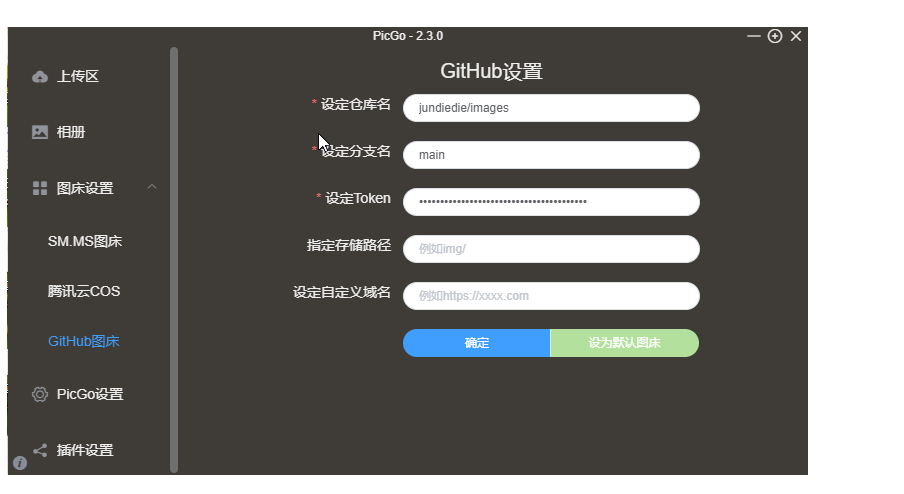 PicGo - 2.3.0
上传区
相册
图床设置
SM.MS图床
腾讯云COS
GitHub图床
PicGo设置
插件设置
GitHub设置
* 设定仓库名
jundiedie/images
* 设定分支名
main
* 设定Token
••••••••••••••••••••••••••••••••••••••••
指定存储路径
例如img/
设定自定义域名
例如https://xxxx.com
确定
设为默认图床